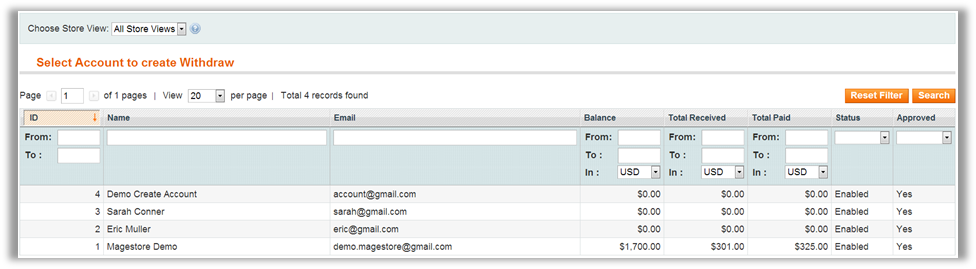 Choose Store View: All Store Views ?
Select Account to create Withdraw
Page 1 of 1 pages | View 20 per page | Total 4 records found Reset Filter Search
ID Name Email Balance Total Received Total Paid Status Approved
From: From: From: From:
To : To : To : To :
In : USD In : USD In : USD
4 Demo Create Account account@gmail.com $0.00 $0.00 $0.00 Enabled Yes
3 Sarah Conner sarah@gmail.com $0.00 $0.00 $0.00 Enabled Yes
2 Eric Muller eric@gmail.com $0.00 $0.00 $0.00 Enabled Yes
1 Magestore Demo demo.magestore@gmail.com $1,700.00 $301.00 $325.00 Enabled Yes